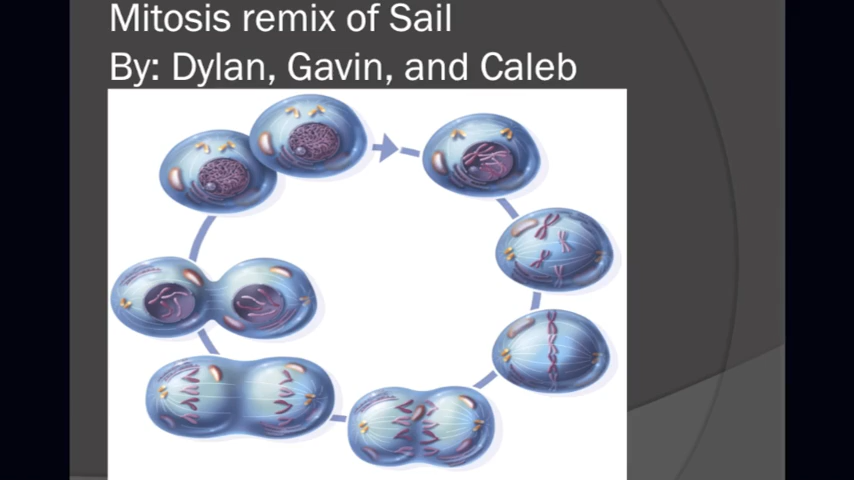 Mitosis remix of Sail
By: Dylan, Gavin, and Caleb